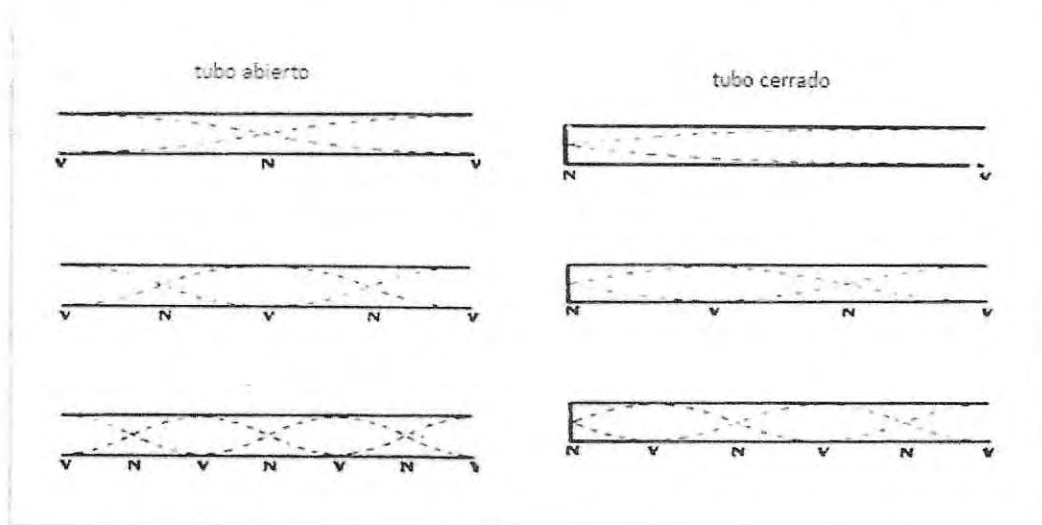 tubo abierto
tubo cerrado
V N V
N V
V N V N V
N V N V
V N V N V N V
N V N V N V